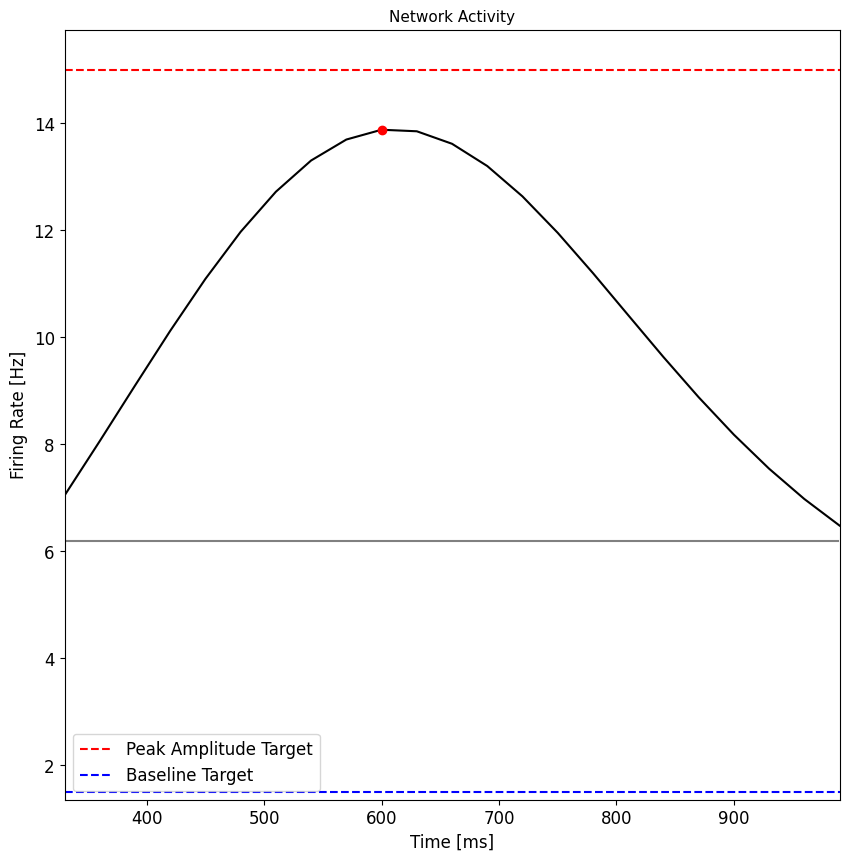 Network Activity
Firing Rate [Hz]
14
12
10
8
6
4
2
Peak Amplitude Target
Baseline Target
400 500 600 700 800 900
Time [ms]